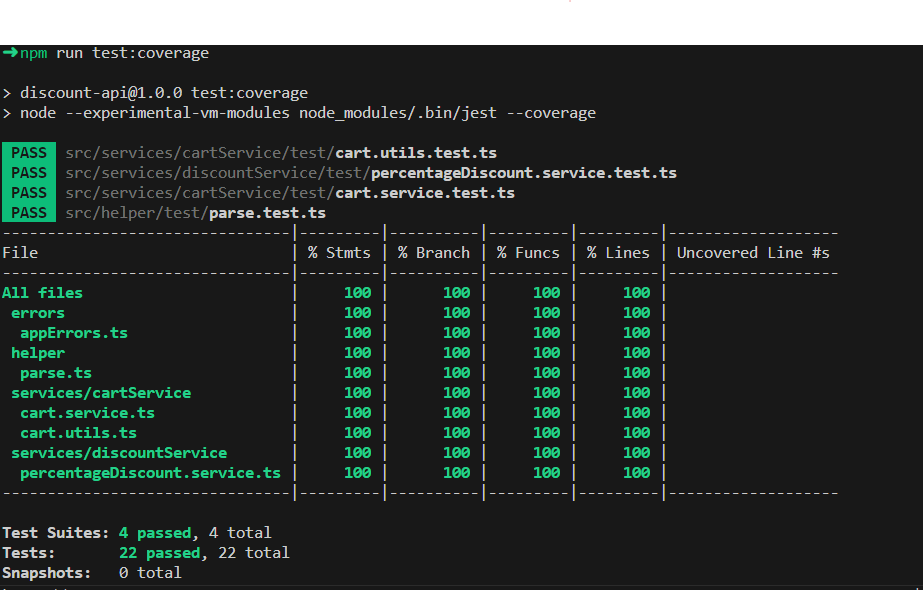 ➜npm run test:coverage
> discount-api@1.0.0 test:coverage
> node --experimental-vm-modules node_modules/.bin/jest --coverage
PASS src/services/cartService/test/cart.utils.test.ts
PASS src/services/discountService/test/percentageDiscount.service.test.ts
PASS src/services/cartService/test/cart.service.test.ts
PASS src/helper/test/parse.test.ts
--------------------------------|---------|----------|---------|---------|-------------------
File | % Stmts | % Branch | % Funcs | % Lines | Uncovered Line #s
--------------------------------|---------|----------|---------|---------|-------------------
All files | 100 | 100 | 100 | 100 |
errors | 100 | 100 | 100 | 100 |
appErrors.ts | 100 | 100 | 100 | 100 |
helper | 100 | 100 | 100 | 100 |
parse.ts | 100 | 100 | 100 | 100 |
services/cartService | 100 | 100 | 100 | 100 |
cart.service.ts | 100 | 100 | 100 | 100 |
cart.utils.ts | 100 | 100 | 100 | 100 |
services/discountService | 100 | 100 | 100 | 100 |
percentageDiscount.service.ts | 100 | 100 | 100 | 100 |
--------------------------------|---------|----------|---------|---------|-------------------
Test Suites: 4 passed, 4 total
Tests: 22 passed, 22 total
Snapshots: 0 total